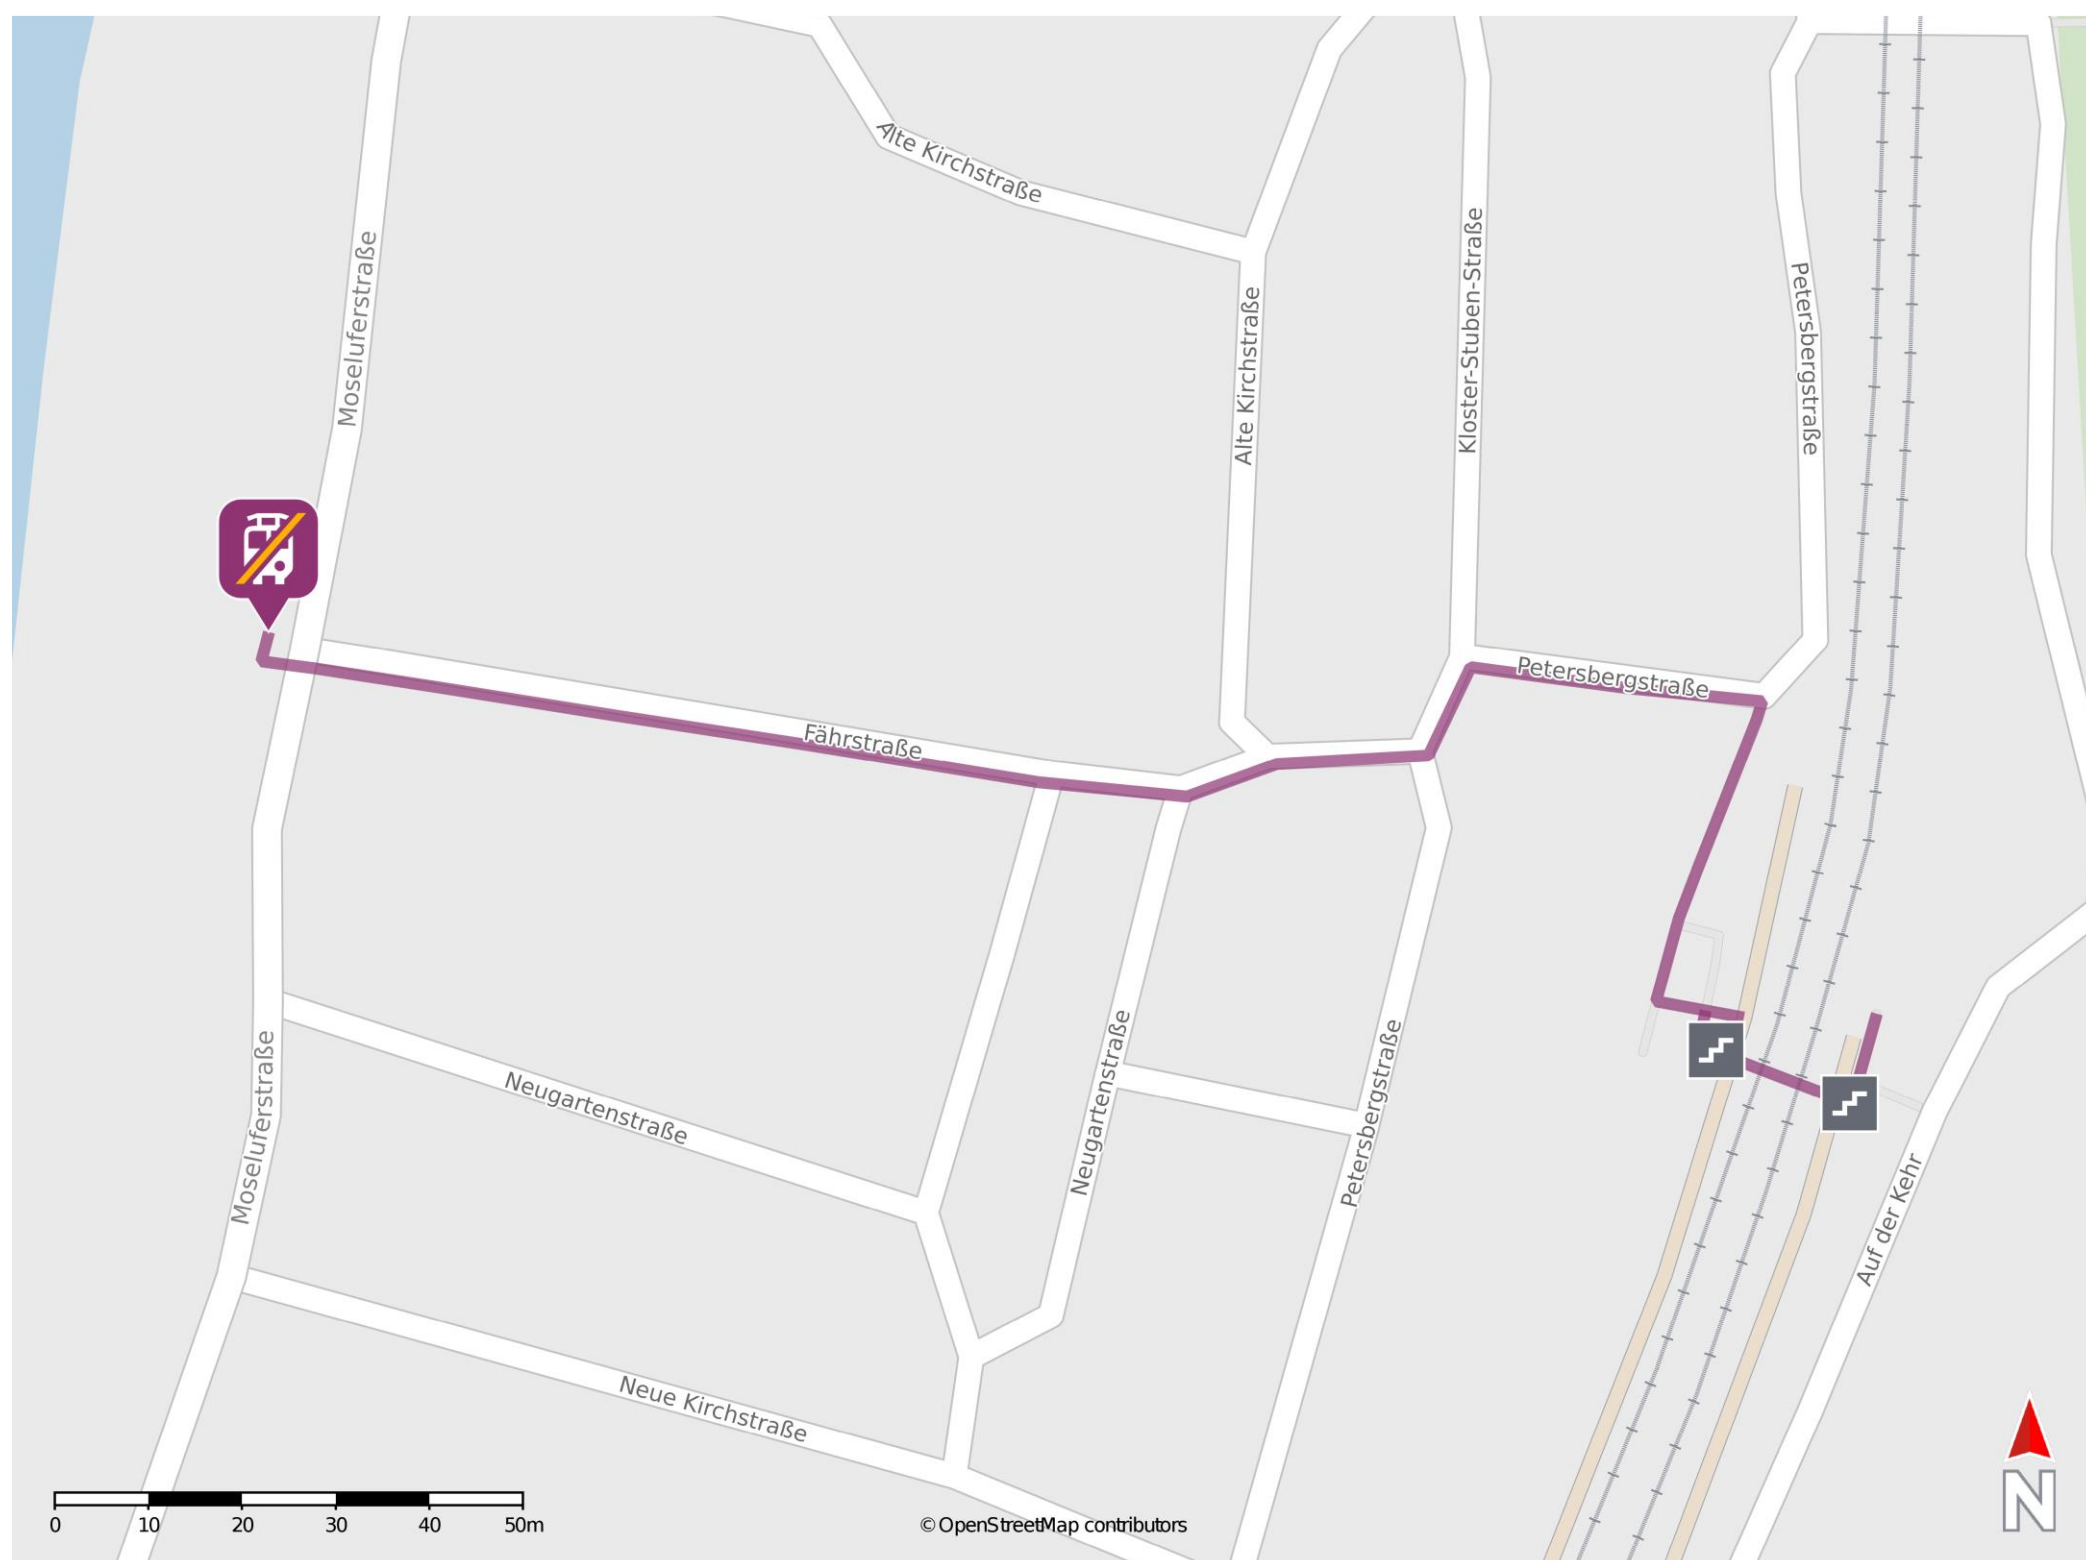 Alte Kirchstraße
Moseluferstraße
Alte Kirchstraße
Kloster-Stuben-Straße
Petersbergstraße
Petersbergstraße
Fährstraße
Moseluferstraße
Neugartenstraße
Neugartenstraße
Petersbergstraße
Auf der Kehr
Neue Kirchstraße
0 10 20 30 40 50m
© OpenStreetMap contributors
N